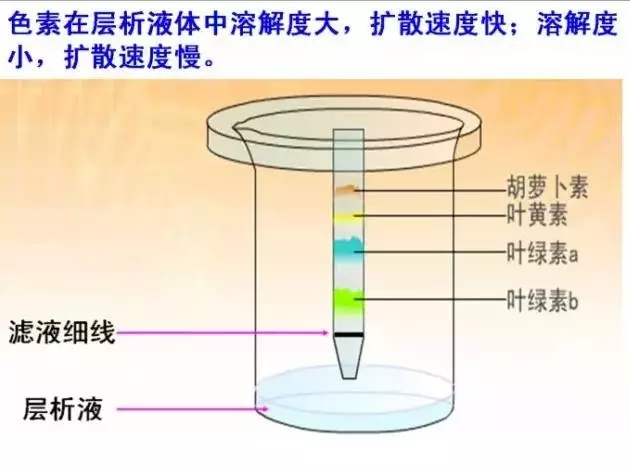 色素在层析液体中溶解度大，扩散速度快；溶解度
小，扩散速度慢。
胡萝卜素
叶黄素
叶绿素a
叶绿素b
滤液细线
层析液